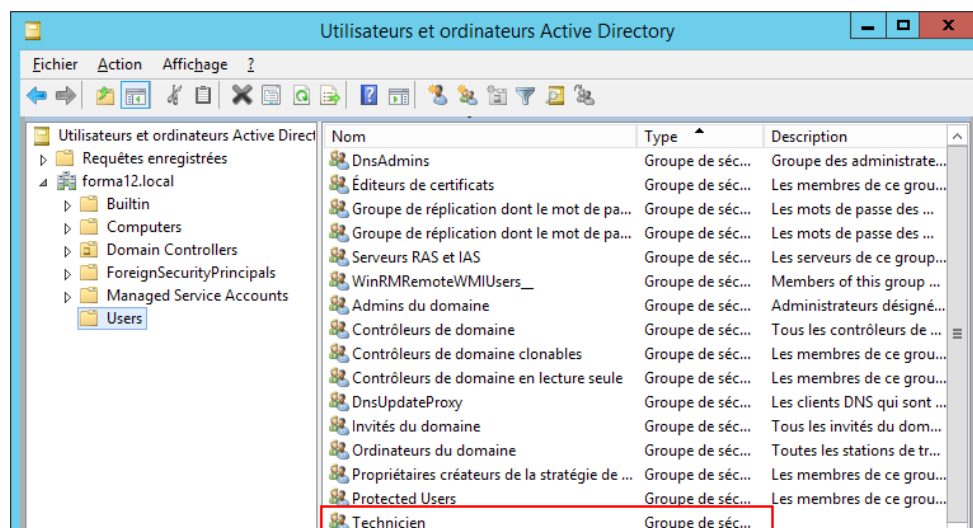 Utilisateurs et ordinateurs Active Directory
Fichier Action Affichage ?
Utilisateurs et ordinateurs Active Direct
Requêtes enregistrées
forma12.local
Builtin
Computers
Domain Controllers
ForeignSecurityPrincipals
Managed Service Accounts
Users
Nom Type Description
DnsAdmins Groupe de séc... Groupe des administrate...
Éditeurs de certificats Groupe de séc... Les membres de ce grou...
Groupe de réplication dont le mot de pa... Groupe de séc... Les mots de passe des ...
Groupe de réplication dont le mot de pa... Groupe de séc... Les mots de passe des ...
Serveurs RAS et IAS Groupe de séc... Les serveurs de ce group...
WinRMRemoteWMIUsers__ Groupe de séc... Members of this group ...
Admins du domaine Groupe de séc... Administrateurs désigné...
Contrôleurs de domaine Groupe de séc... Tous les contrôleurs de ...
Contrôleurs de domaine clonables Groupe de séc... Les membres de ce grou...
Contrôleurs de domaine en lecture seule Groupe de séc... Les membres de ce grou...
DnsUpdateProxy Groupe de séc... Les clients DNS qui sont ...
Invités du domaine Groupe de séc... Tous les invités du dom...
Ordinateurs du domaine Groupe de séc... Toutes les stations de tr...
Propriétaires créateurs de la stratégie de ... Groupe de séc... Les membres de ce grou...
Protected Users Groupe de séc... Les membres de ce grou...
Technicien Groupe de séc...